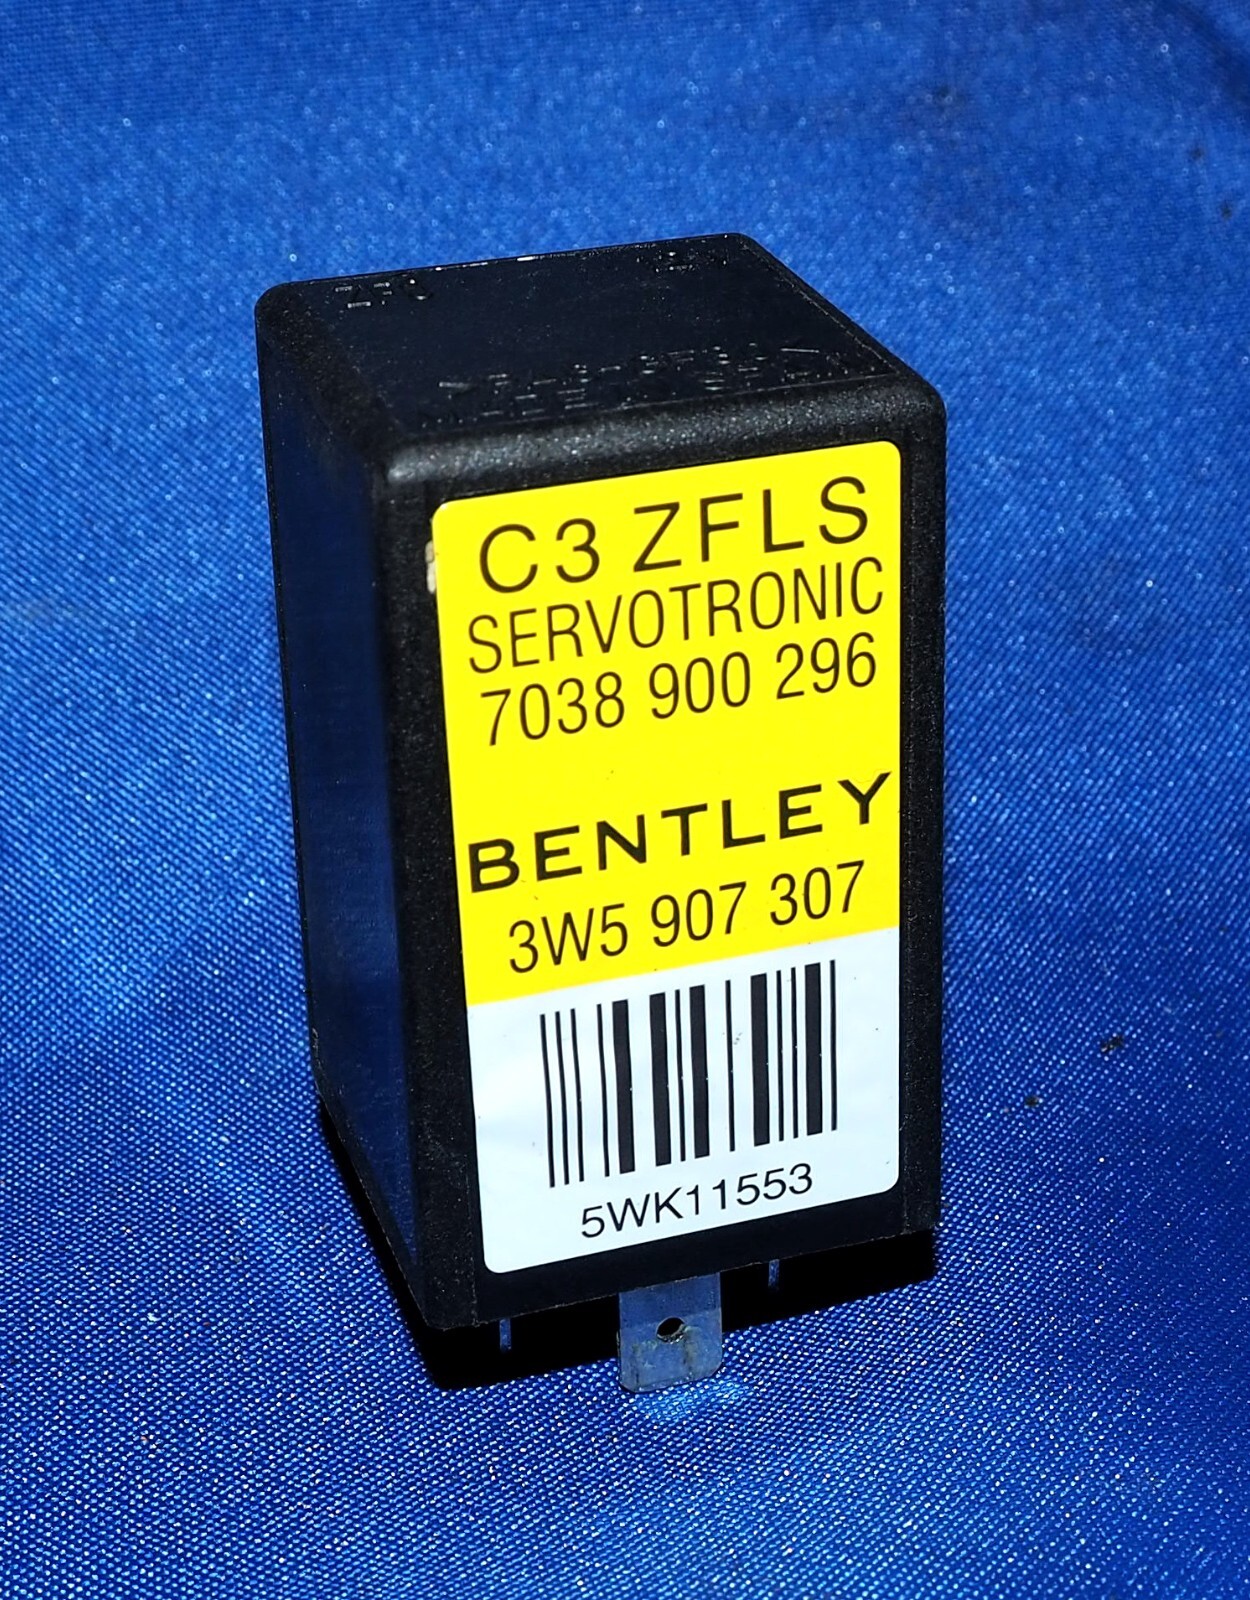 C3 ZFLS
SERVOTRONIC
7038 900 296
BENTLEY
3W5 907 307
5WK11553